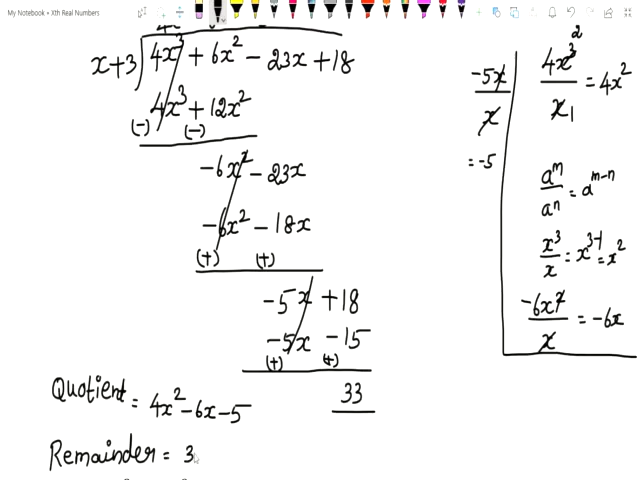 My Notebook » Xth Real Numbers
x+3) 4x³ + 6x² - 23x + 18
4x³ + 12x²
(-) (-)
-6x² - 23x
-6x² - 18x
(+) (+)
-5x + 18
-5x - 15
(+) (+)
33
Quotient = 4x² - 6x - 5
Remainder = 3
-5x/x = -5
4x³/x = 4x²
2
1
aᵐ/aⁿ = aᵐ⁻ⁿ
x³/x = x³⁻¹ = x²
-6x²/x = -6x